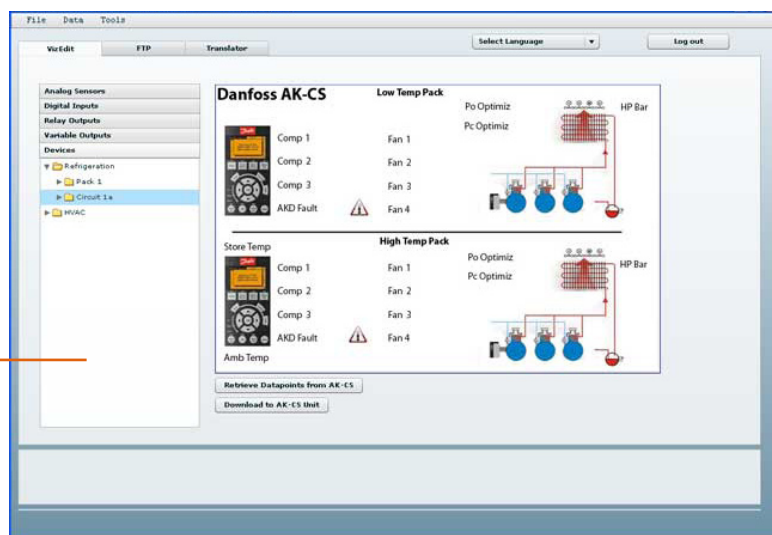 File Data Tools
VizEdit FTP Translator Select Language Log out
Analog Sensors
Digital Inputs
Relay Outputs
Variable Outputs
Devices
Refrigeration
Pack 1
Circuit 1a
HVAC
Danfoss AK-CS Low Temp Pack
Po Optimiz HP Bar
Pc Optimiz
Comp 1 Fan 1
Comp 2 Fan 2
Comp 3 Fan 3
AKD Fault Fan 4
High Temp Pack
Store Temp
Po Optimiz HP Bar
Comp 1 Fan 1
Pc Optimiz
Comp 2 Fan 2
Comp 3 Fan 3
AKD Fault Fan 4
Amb Temp
Retrieve Datapoints from AK-CS
Download to AK-CS Unit